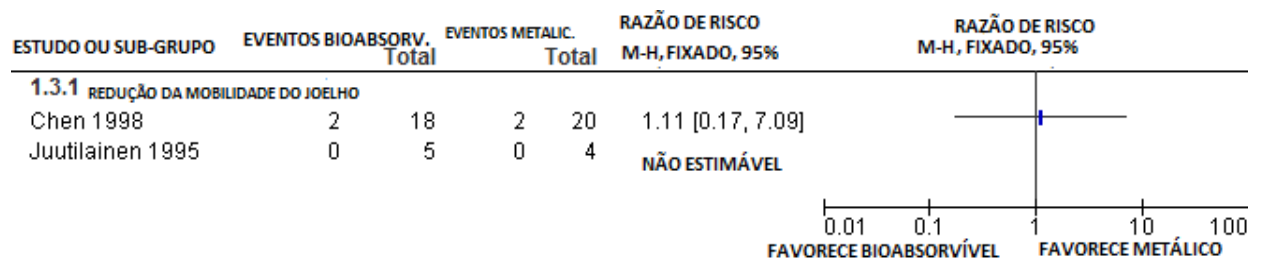 ESTUDO OU SUB-GRUPO EVENTOS BIOABSORV. Total EVENTOS METALIC. Total RAZÃO DE RISCO M-H, FIXADO, 95% RAZÃO DE RISCO M-H, FIXADO, 95%
1.3.1 REDUÇÃO DA MOBILIDADE DO JOELHO
Chen 1998 2 18 2 20 1.11 [0.17, 7.09]
Juutilainen 1995 0 5 0 4 NÃO ESTIMÁVEL
0.01 0.1 1 10 100
FAVORECE BIOABSORVÍVEL FAVORECE METÁLICO